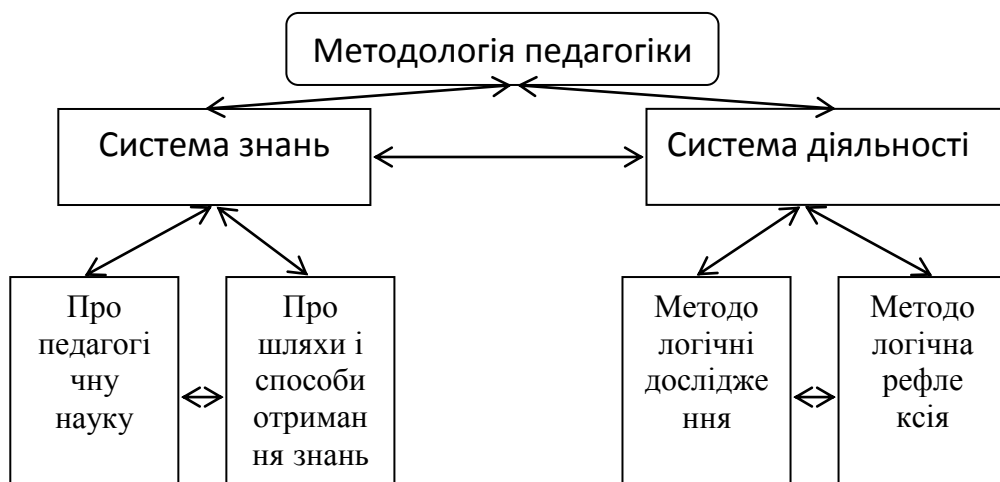 Методологія педагогіки
Система знань
Система діяльності
Про
педагогі
чну
науку
Про
шляхи і
способи
отриман
ня знань
Методо
логічні
дослідже
ння
Методо
логічна
рефле
ксія